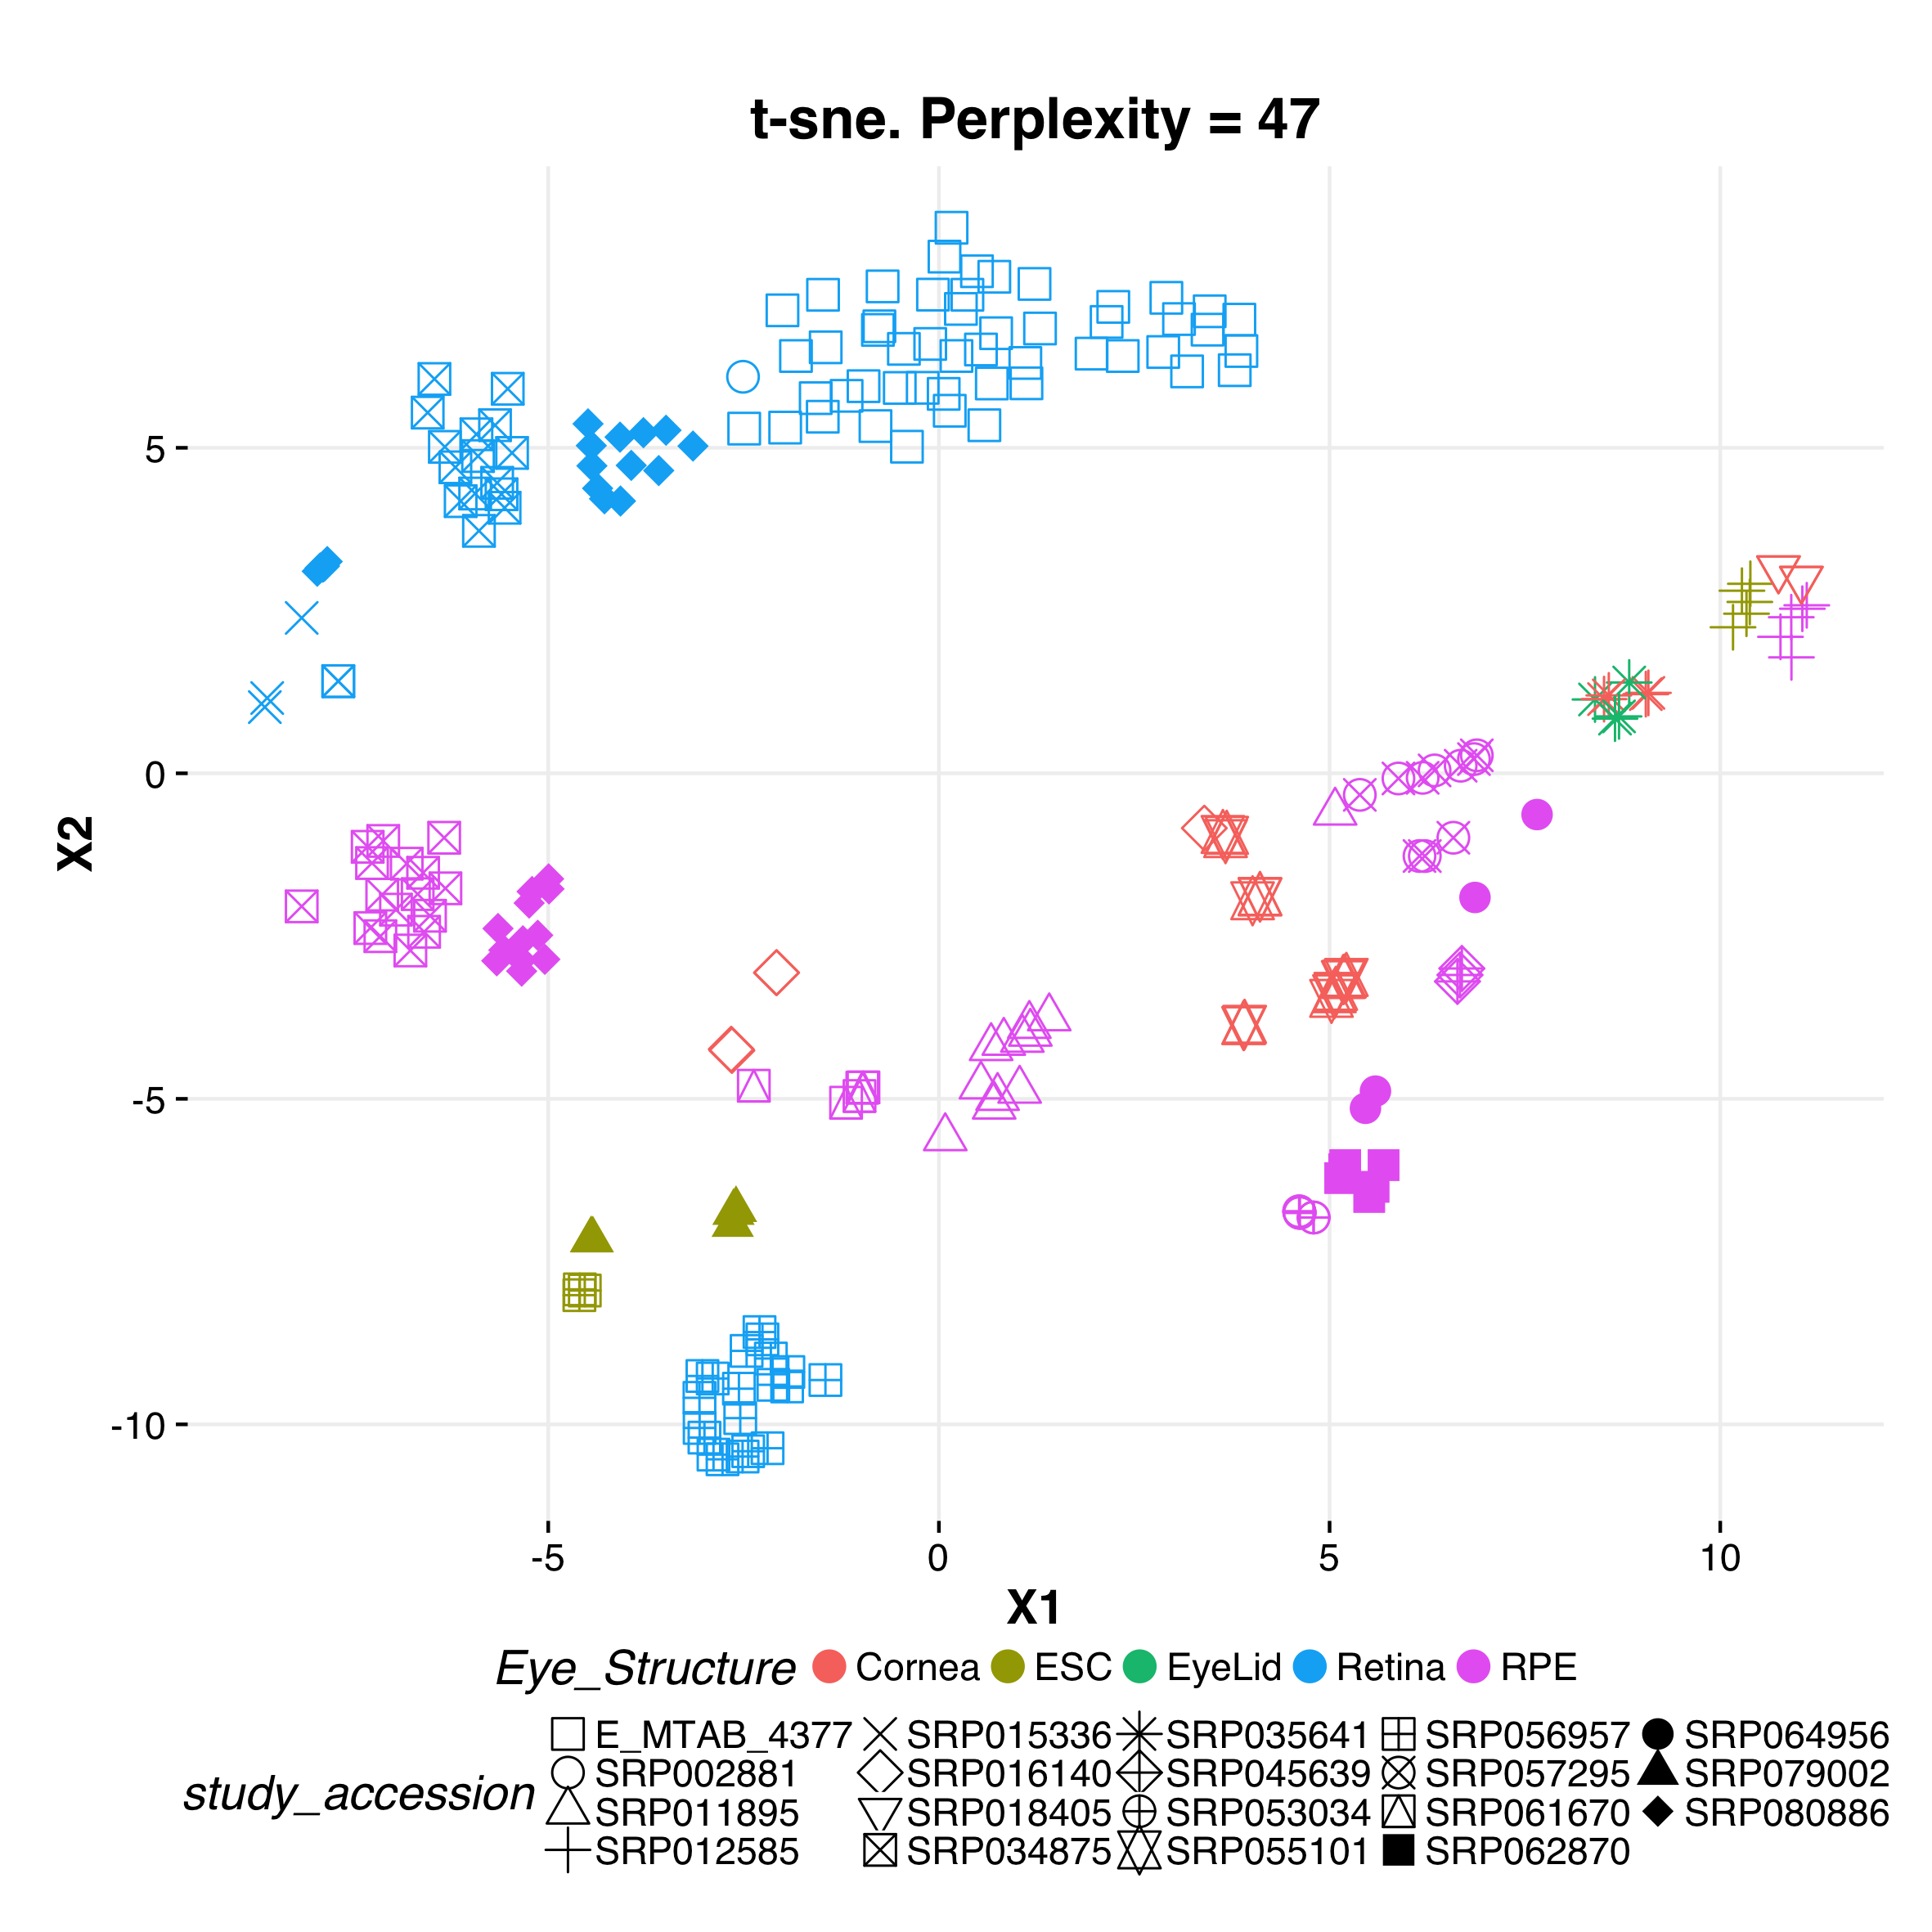 t-sne. Perplexity = 47
5
0
-5
-10
X2
-5 0 5 10
X1
Eye_Structure Cornea ESC EyeLid Retina RPE
study_accession
E_MTAB_4377 SRP015336 SRP035641 SRP056957 SRP064956
SRP002881 SRP016140 SRP045639 SRP057295 SRP079002
SRP011895 SRP018405 SRP053034 SRP061670 SRP080886
SRP012585 SRP034875 SRP055101 SRP062870